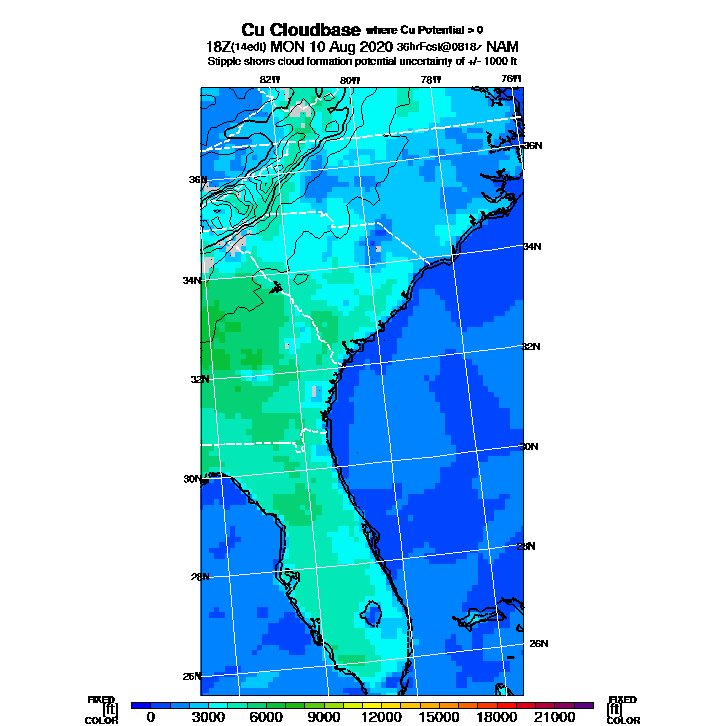 Cu Cloudbase where Cu Potential > 0
18Z(14edt) MON 10 Aug 2020 36hrFcst@0818z NAM
Stipple shows cloud formation potential uncertainty of +/- 1000 ft
82W 80W 78W 76W
36N
36N
34N
34N
32N
32N
30N
30N
28N
28N
26N
26N
FIXED FIXED
[ft] [ft]
COLOR COLOR
0 3000 6000 9000 12000 15000 18000 21000